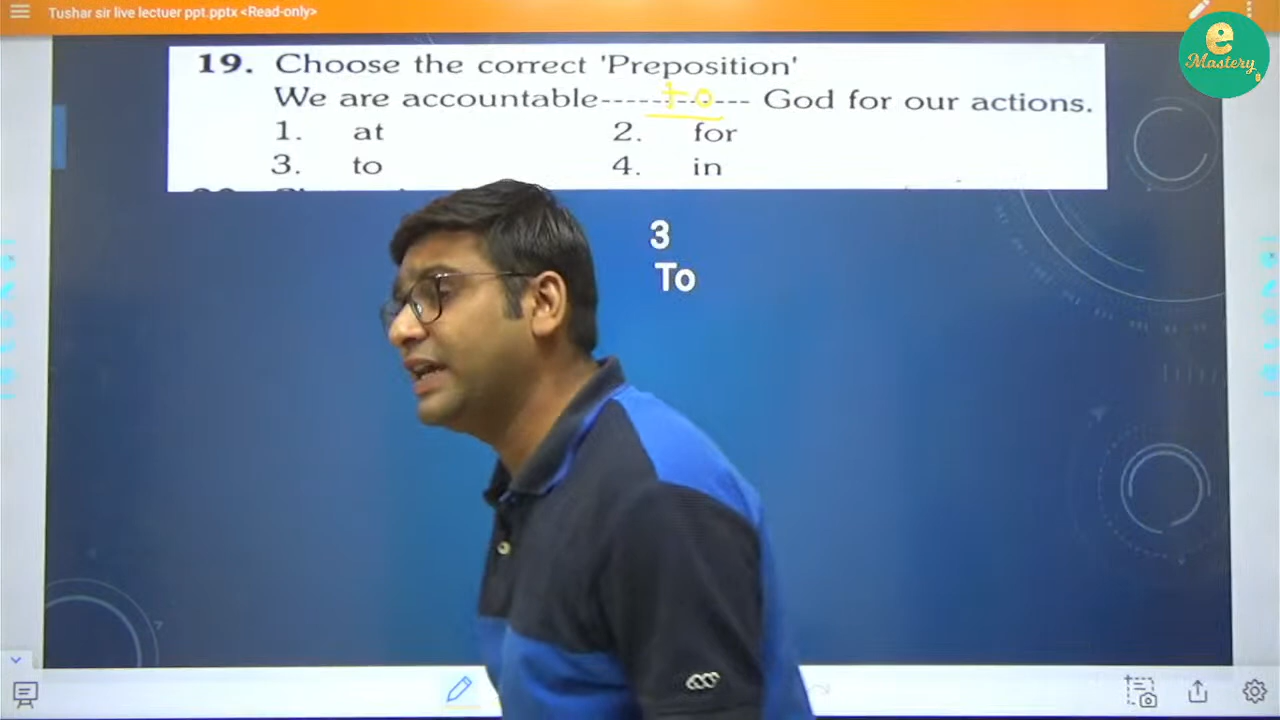 Tushar sir live lectuer ppt.pptx <Read-only>
e
Mastery
19. Choose the correct 'Preposition'
We are accountable------to------ God for our actions.
1. at 2. for
3. to 4. in
3
To